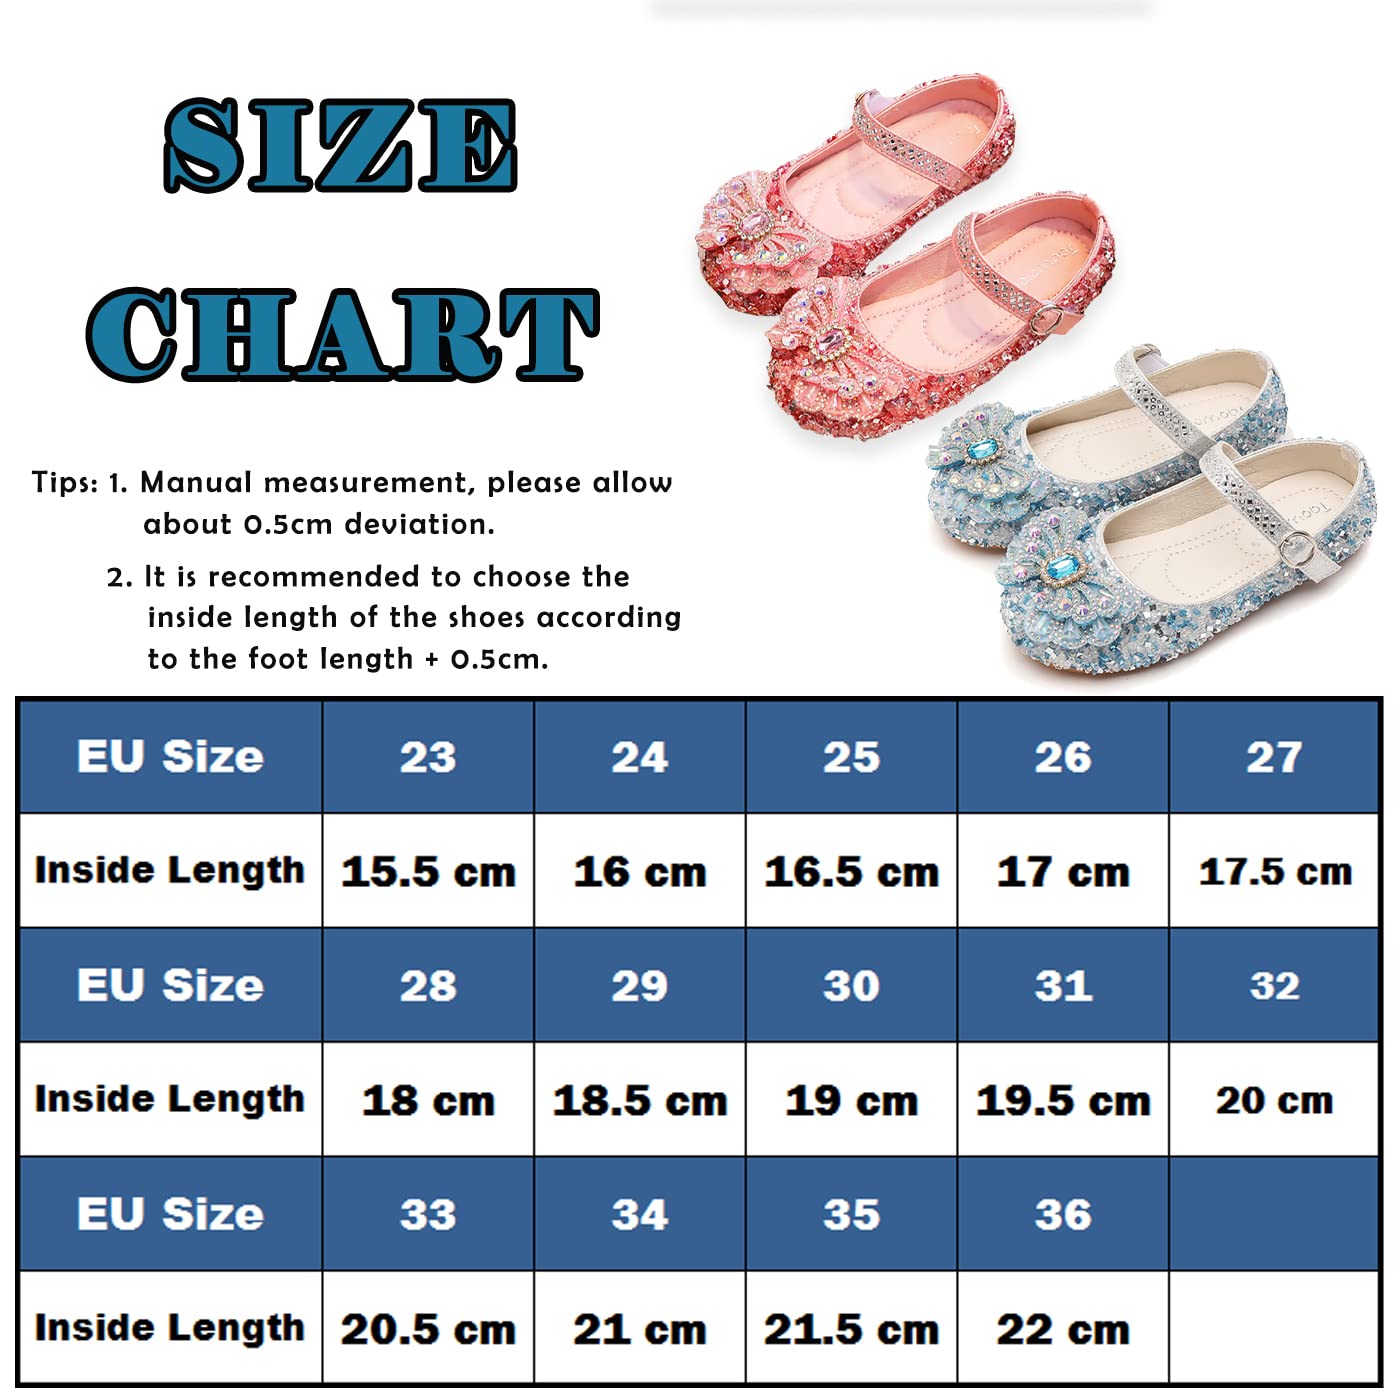 SIZE
CHART
Tips: 1. Manual measurement, please allow
about 0.5cm deviation.
2. It is recommended to choose the
inside length of the shoes according
to the foot length + 0.5cm.
EU Size 23 24 25 26 27
Inside Length 15.5 cm 16 cm 16.5 cm 17 cm 17.5 cm
EU Size 28 29 30 31 32
Inside Length 18 cm 18.5 cm 19 cm 19.5 cm 20 cm
EU Size 33 34 35 36
Inside Length 20.5 cm 21 cm 21.5 cm 22 cm